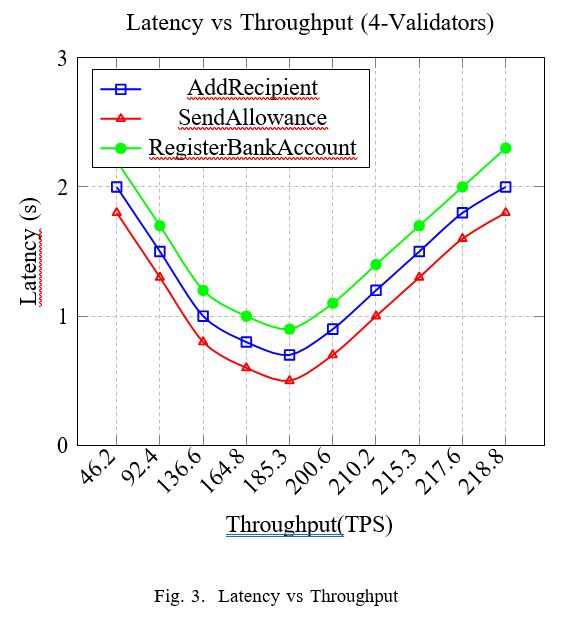 Latency vs Throughput (4-Validators)
3
AddRecipient
SendAllowance
RegisterBankAccount
2
Latency (s)
1
0
46.2 92.4 136.6 164.8 185.3 200.6 210.2 215.3 217.6 218.8
Throughput(TPS)
Fig. 3. Latency vs Throughput